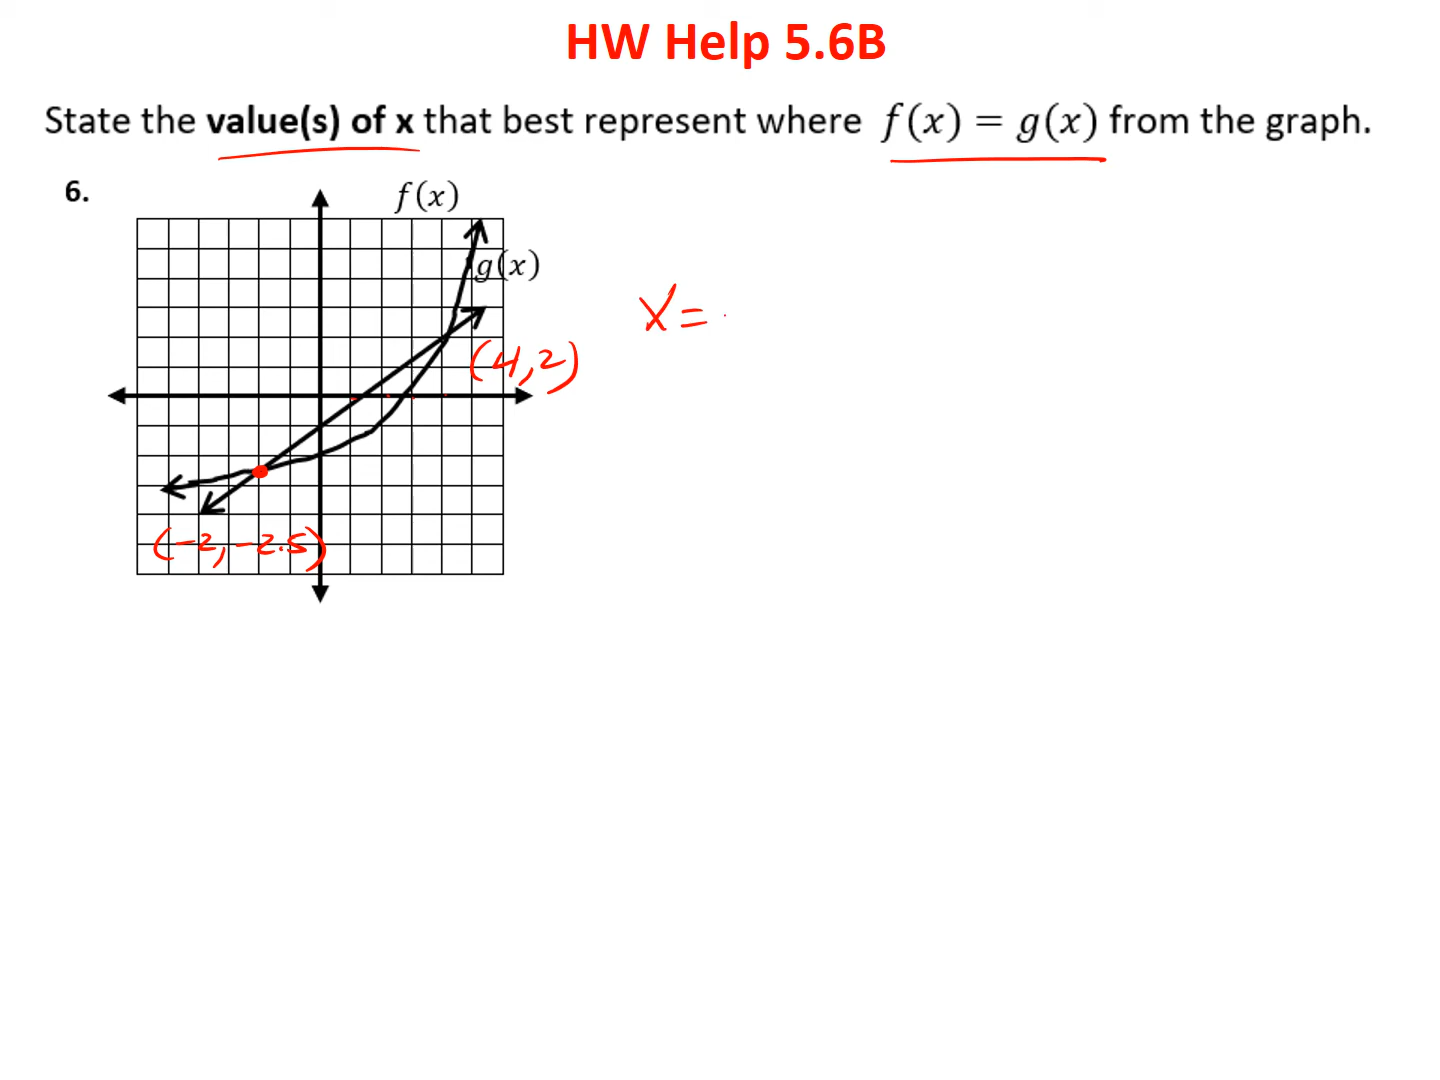 HW Help 5.6B
State the value(s) of x that best represent where f(x) = g(x) from the graph.
6.
f(x)
g(x)
x=
(4,2)
(-2,-2.5)